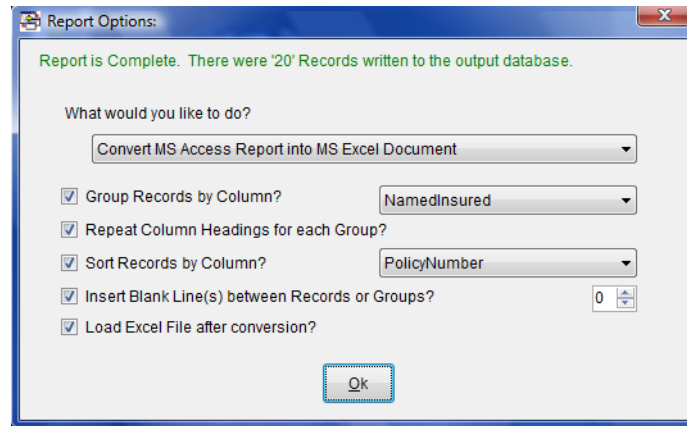 Report Options:
Report is Complete. There were '20' Records written to the output database.
What would you like to do?
Convert MS Access Report into MS Excel Document
Group Records by Column? NamedInsured
Repeat Column Headings for each Group?
Sort Records by Column? PolicyNumber
Insert Blank Line(s) between Records or Groups? 0
Load Excel File after conversion?
Ok